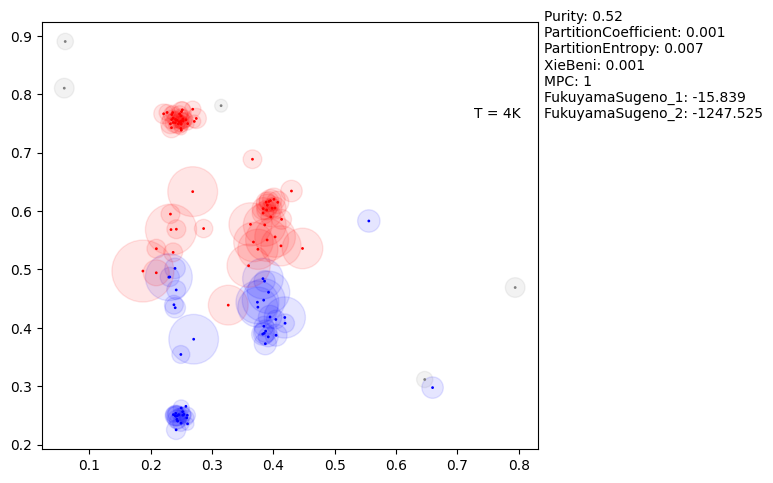 Purity: 0.52
PartitionCoefficient: 0.001
PartitionEntropy: 0.007
XieBeni: 0.001
MPC: 1
FukuyamaSugeno_1: -15.839
FukuyamaSugeno_2: -1247.525
T = 4K
0.9
0.8
0.7
0.6
0.5
0.4
0.3
0.2
0.1 0.2 0.3 0.4 0.5 0.6 0.7 0.8